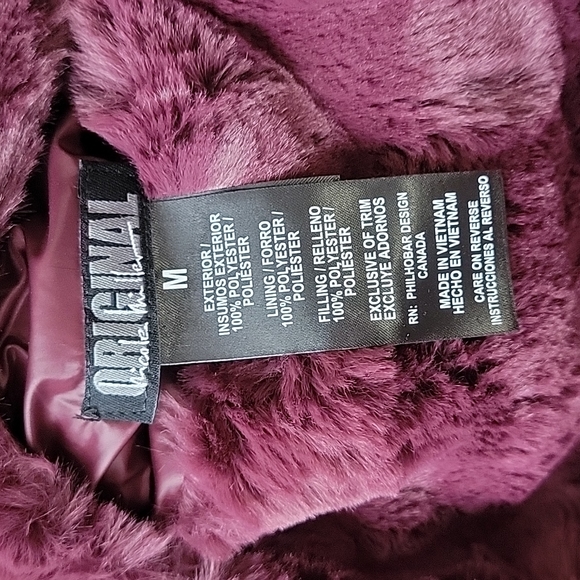 ORIGINAL
nicole miller
M
EXTERIOR /
INSUMOS EXTERIOR
100% POLYESTER /
POLIÉSTER
LINING / FORRO
100% POLYESTER /
POLIÉSTER
FILLING / RELLENO
100% POLYESTER /
POLIÉSTER
EXCLUSIVE OF TRIM
EXCLUYE ADORNOS
RN: PHILHOBAR DESIGN
CANADA
MADE IN VIETNAM
HECHO EN VIETNAM
CARE ON REVERSE
INSTRUCCIONES AL REVERSO